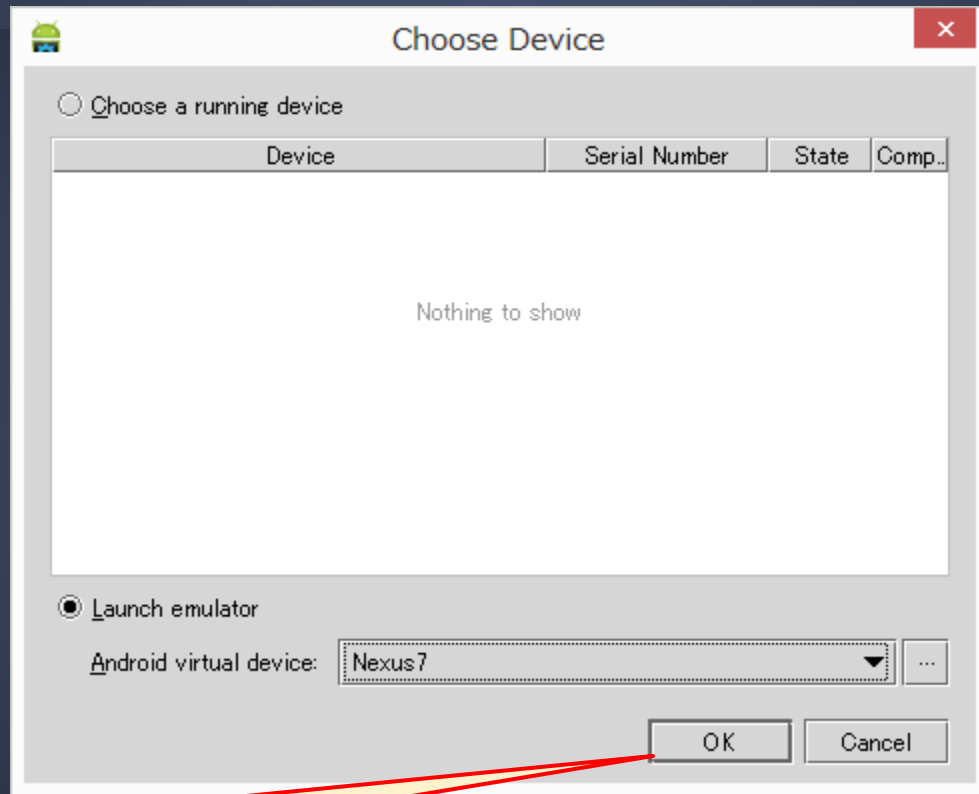 Choose Device
Choose a running device
Device Serial Number State Comp..
Nothing to show
Launch emulator
Android virtual device: Nexus7 ...
OK Cancel